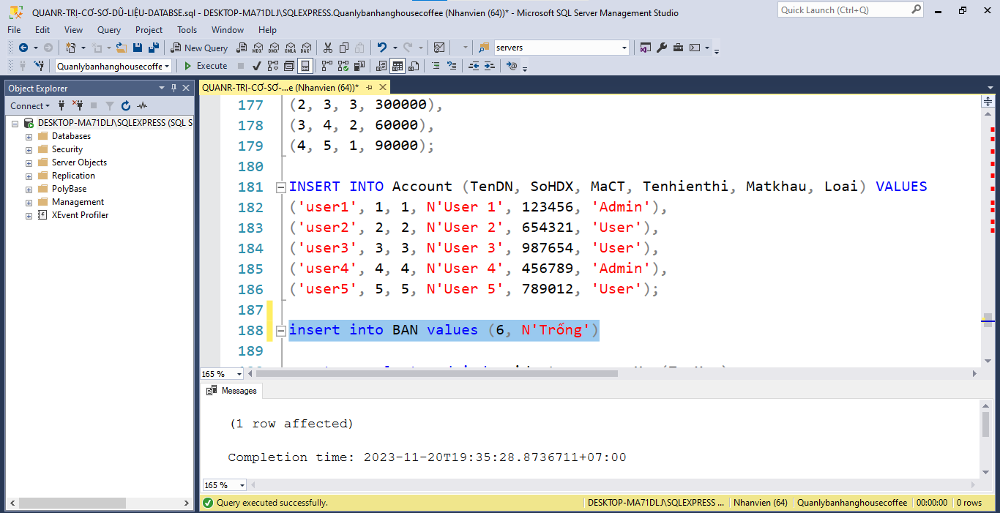 QUANR-TRỊ-CƠ-SƠ-DŨ-LIỆU-DATABSE.sql - DESKTOP-MA71DLJ\SQLEXPRESS.Quanlybanhanghousecoffee (Nhanvien (64))* - Microsoft SQL Server Management Studio
Quick Launch (Ctrl+Q)
File Edit View Query Project Tools Window Help
New Query MDX DMX XMLA DAX servers
Quanlybanhanghousecoffe Execute
Object Explorer
Connect
DESKTOP-MA71DLJ\SQLEXPRESS (SQL S
Databases
Security
Server Objects
Replication
PolyBase
Management
XEvent Profiler
QUANR-TRỊ-CƠ-SƠ-...e (Nhanvien (64))*
177 (2, 3, 3, 300000),
178 (3, 4, 2, 60000),
179 (4, 5, 1, 90000);
180
181 INSERT INTO Account (TenDN, SoHDX, MaCT, Tenhienthi, Matkhau, Loai) VALUES
182 ('user1', 1, 1, N'User 1', 123456, 'Admin'),
183 ('user2', 2, 2, N'User 2', 654321, 'User'),
184 ('user3', 3, 3, N'User 3', 987654, 'User'),
185 ('user4', 4, 4, N'User 4', 456789, 'Admin'),
186 ('user5', 5, 5, N'User 5', 789012, 'User');
187
188 insert into BAN values (6, N'Trống')
189
165 %
Messages
(1 row affected)
Completion time: 2023-11-20T19:35:28.8736711+07:00
165 %
Query executed successfully.
DESKTOP-MA71DLJ\SQLEXPRESS ... Nhanvien (64) Quanlybanhanghousecoffee 00:00:00 0 rows